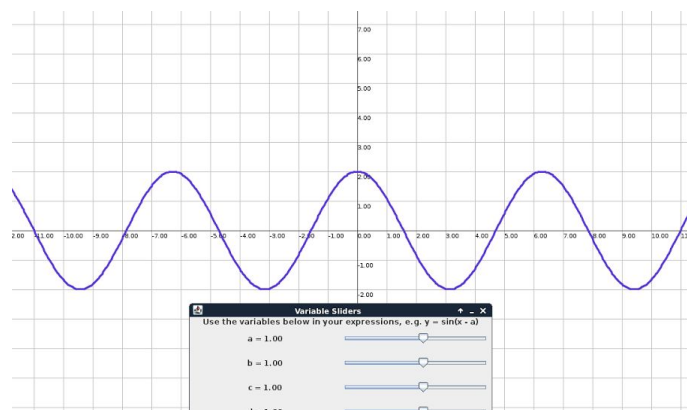 7.00
6.00
5.00
4.00
3.00
2.00
1.00
2.00 -11.00 -10.00 -9.00 -8.00 -7.00 -6.00 -5.00 -4.00 -3.00 -2.00 -1.00 0.00 1.00 2.00 3.00 4.00 5.00 6.00 7.00 8.00 9.00 10.00
-1.00
-2.00
Variable Sliders
Use the variables below in your expressions, e.g. y = sin(x - a)
a = 1.00
b = 1.00
c = 1.00